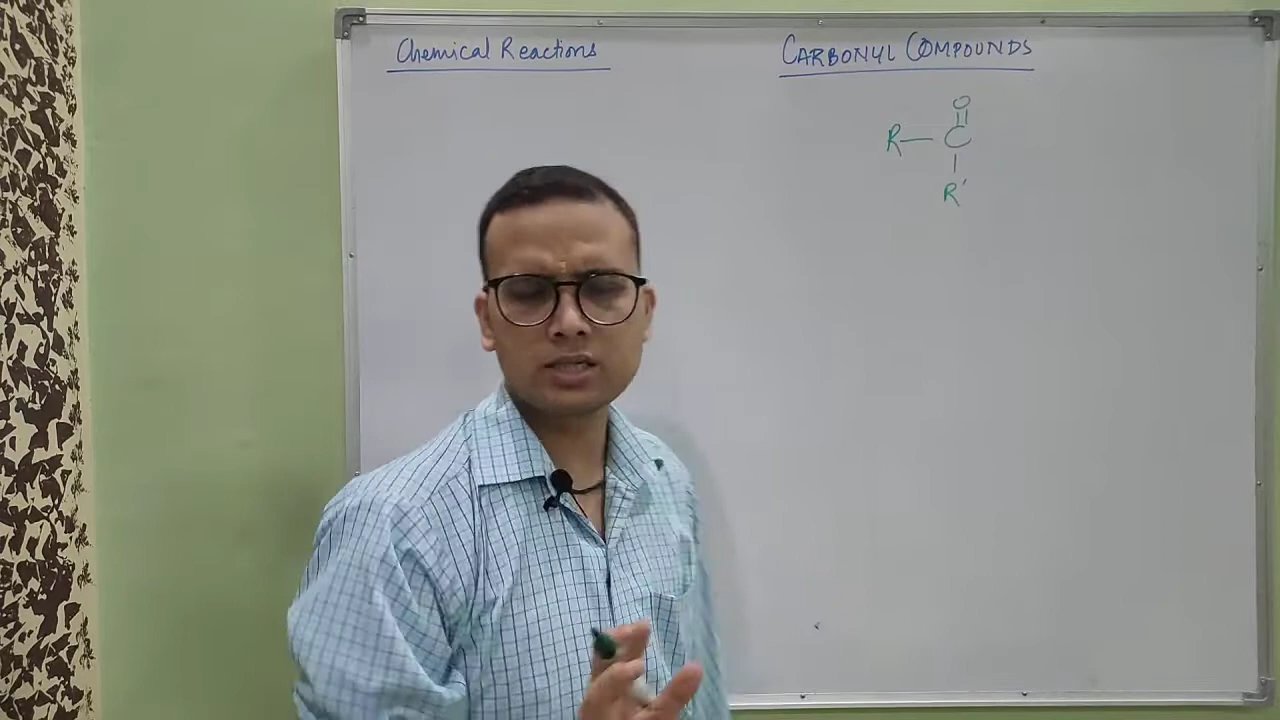 Chemical Reactions
CARBONYL COMPOUNDS
O
R— C
R'